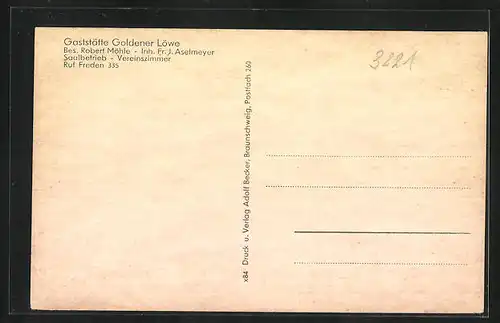 Gaststätte Goldener Löwe
Bes. Robert Möhle - Inh. Fr. J. Aselmeyer
Saalbetrieb - Vereinszimmer
Ruf Freden 335
3221
x84 Druck u. Verlag Adolf Becker, Braunschweig, Postfach 260